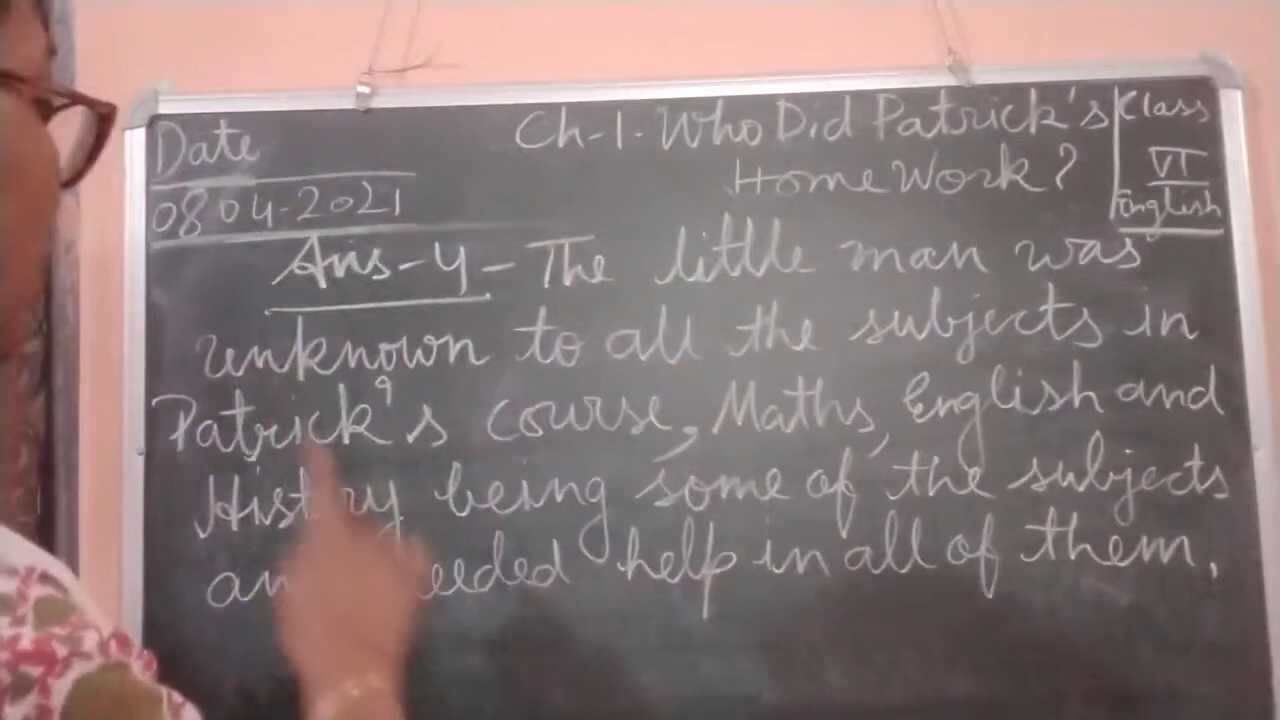 Date
08 04-2021
Ch-1-Who Did Patrick's
HomeWork?
Class
VI
English
Ans-4-The little man was
unknown to all the subjects in
Patrick's course, Maths, English and
History being some of the subjects
help in all of them.